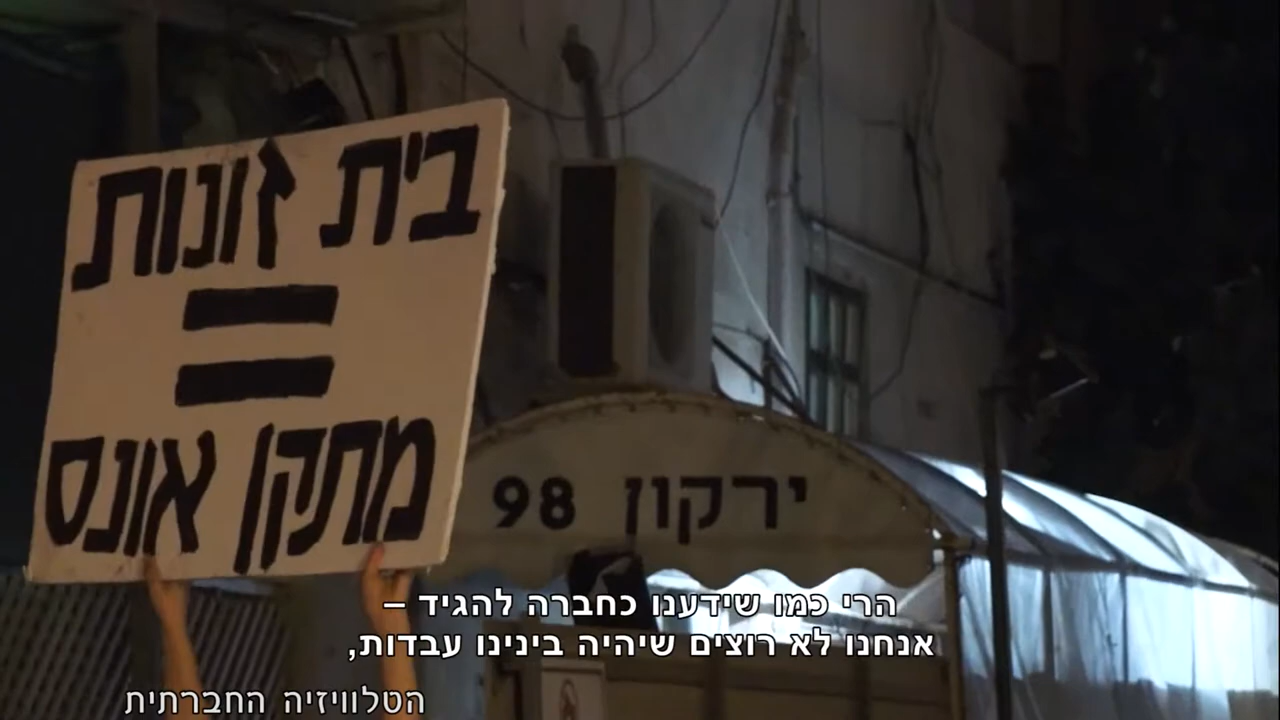 בית זונות
=
מתקן אונס
ירקון 98
הרי כמו שידענו כחברה להגיד –
אנחנו לא רוצים שיהיה בינינו עבדות,
הטלוויזיה החברתית